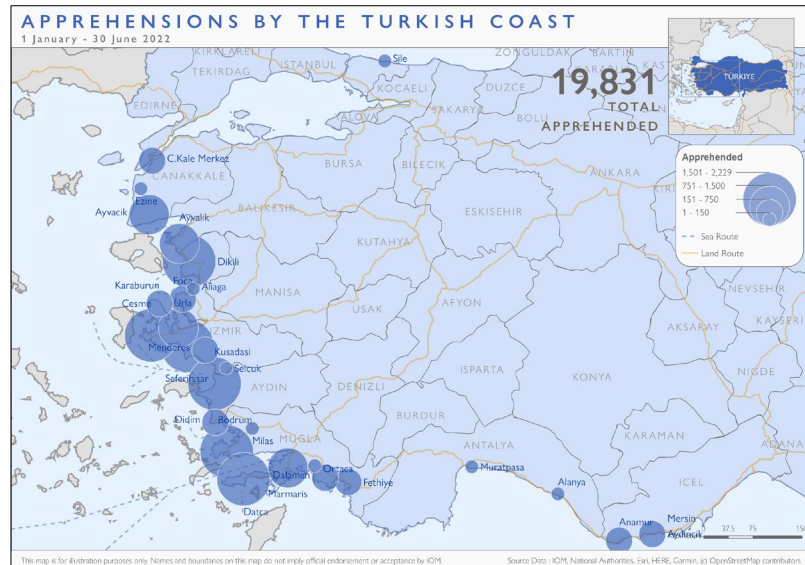 APPREHENSIONS BY THE TURKISH COAST
1 January - 30 June 2022
19,831
TOTAL
APPREHENDED
TÜRKIYE
Apprehended
1,501 - 2,229
751 - 1,500
151 - 750
1 - 150
Sea Route
Land Route
KIRKLARELI
TEKIRDAG
ISTANBUL
EDIRNE
Sile
KOCAELI
YALOVA
SAKARYA
DUZCE
ZONGULDAK
BARTIN
BOLU
C.Kale Merkez
CANAKKALE
BURSA
BILECIK
ANKARA
Ezine
Ayvacik
BALIKESIR
Ayvalik
ESKISEHIR
KUTAHYA
Dikili
Foca
Aliaga
Karaburun
Cesme
Urla
MANISA
USAK
AFYON
NEVSEHIR
KAYSERI
AKSARAY
IZMIR
Menderes
Kusadasi
Selcuk
Seferihisar
AYDIN
DENIZLI
ISPARTA
KONYA
NIGDE
BURDUR
Didim
Bodrum
Milas
MUGLA
ANTALYA
KARAMAN
ADANA
Dalaman
Ortaca
Fethiye
Marmaris
Datca
Muratpasa
Alanya
ICEL
Anamur
Mersin
Aydincik
0 37.5 75 150
This map is for illustration purposes only. Names and boundaries on this map do not imply official endorsement or acceptance by IOM.
Source Data : IOM, National Authorities, Esri, HERE, Garmin, (c) OpenStreetMap contributors